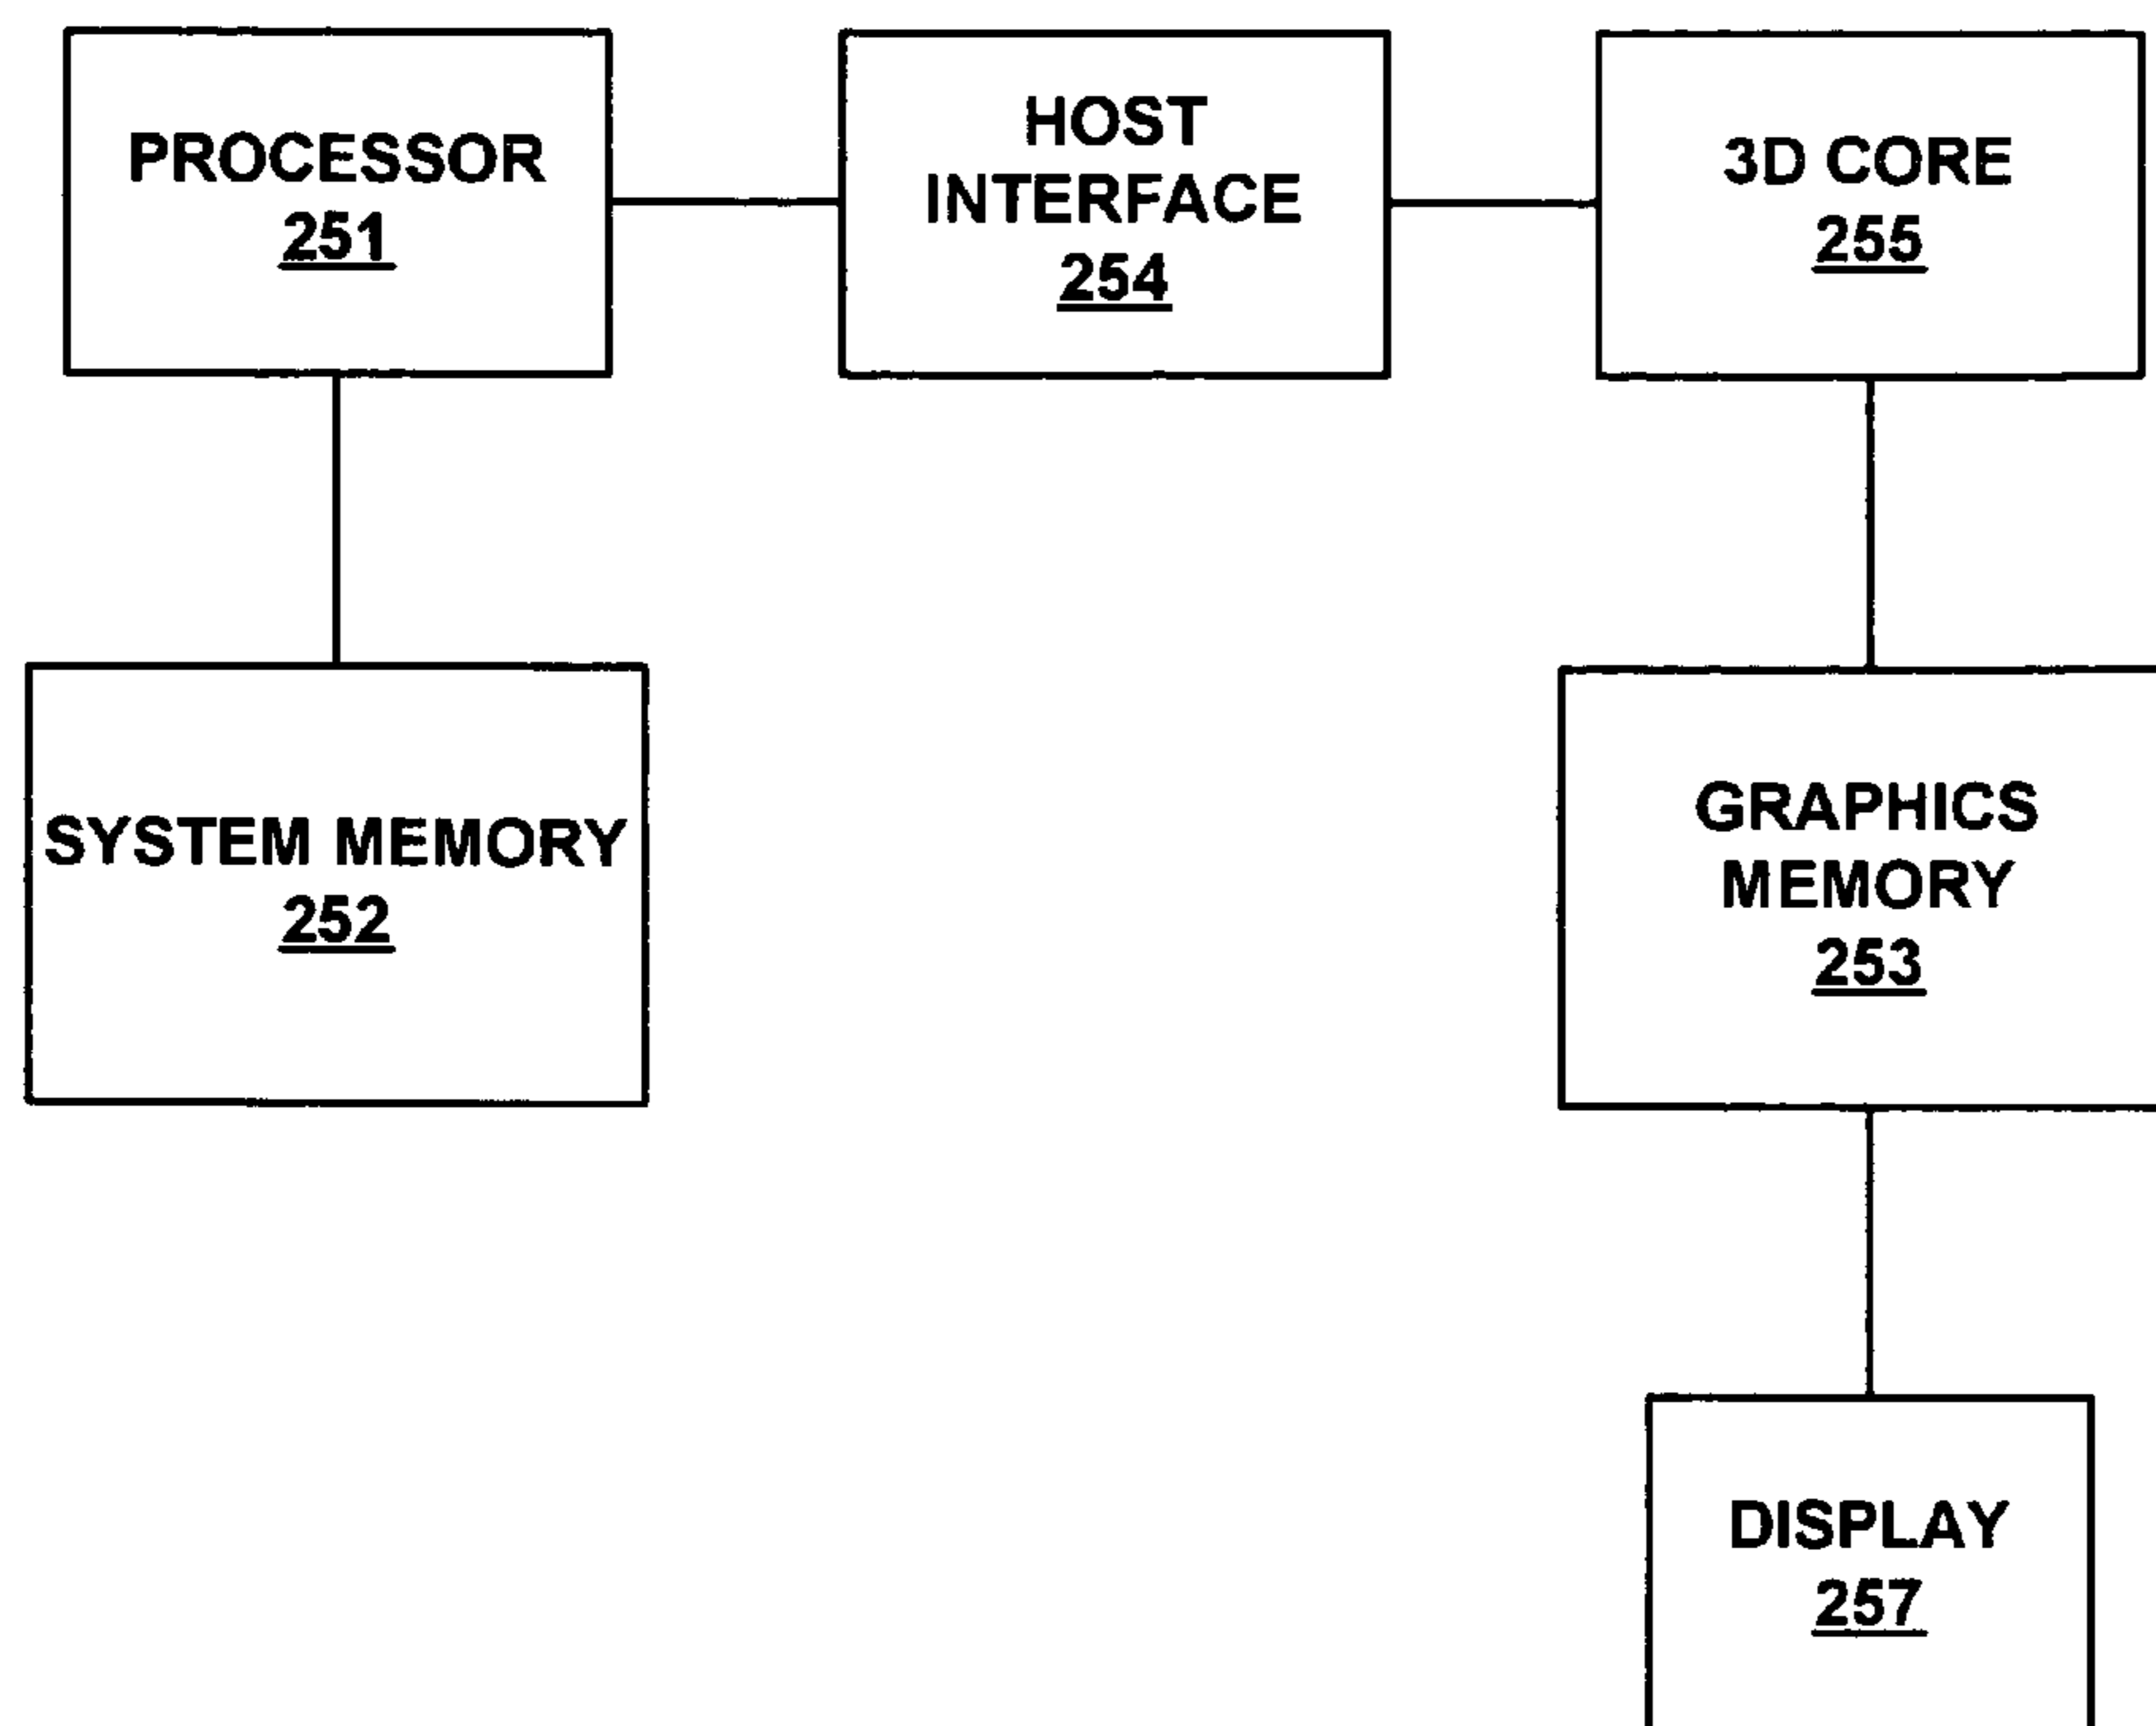 PROCESSOR
251
HOST
INTERFACE
254
3D CORE
255
SYSTEM MEMORY
252
GRAPHICS
MEMORY
253
DISPLAY
257